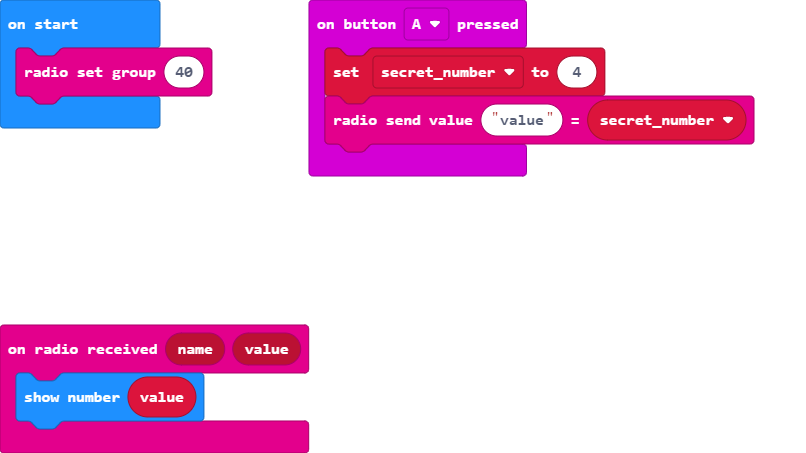 on start
radio set group 40
on button A pressed
set secret_number to 4
radio send value "value" = secret_number
on radio received name value
show number value